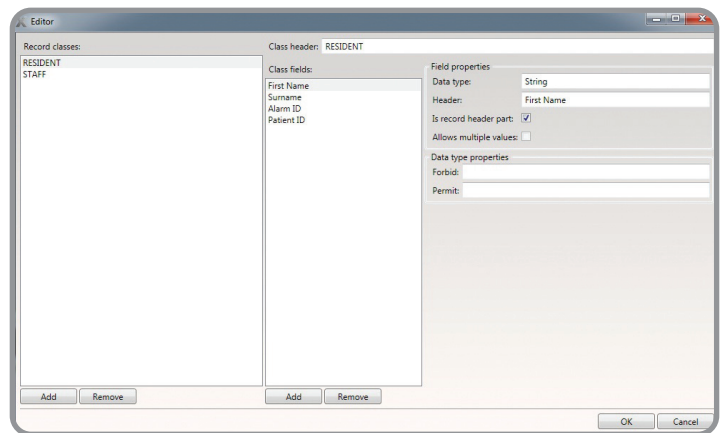 Editor
Record classes:
RESIDENT
STAFF
Add
Remove
Class header: RESIDENT
Class fields:
First Name
Surname
Alarm ID
Patient ID
Add
Remove
Field properties
Data type: String
Header: First Name
Is record header part:
Allows multiple values:
Data type properties
Forbid:
Permit:
OK
Cancel